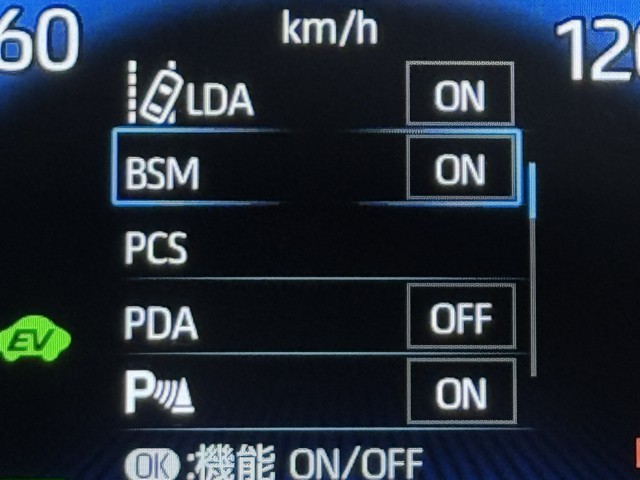 60 km/h 120
LDA ON
BSM ON
PCS
PDA OFF
EV
P ON
OK:機能 ON/OFF